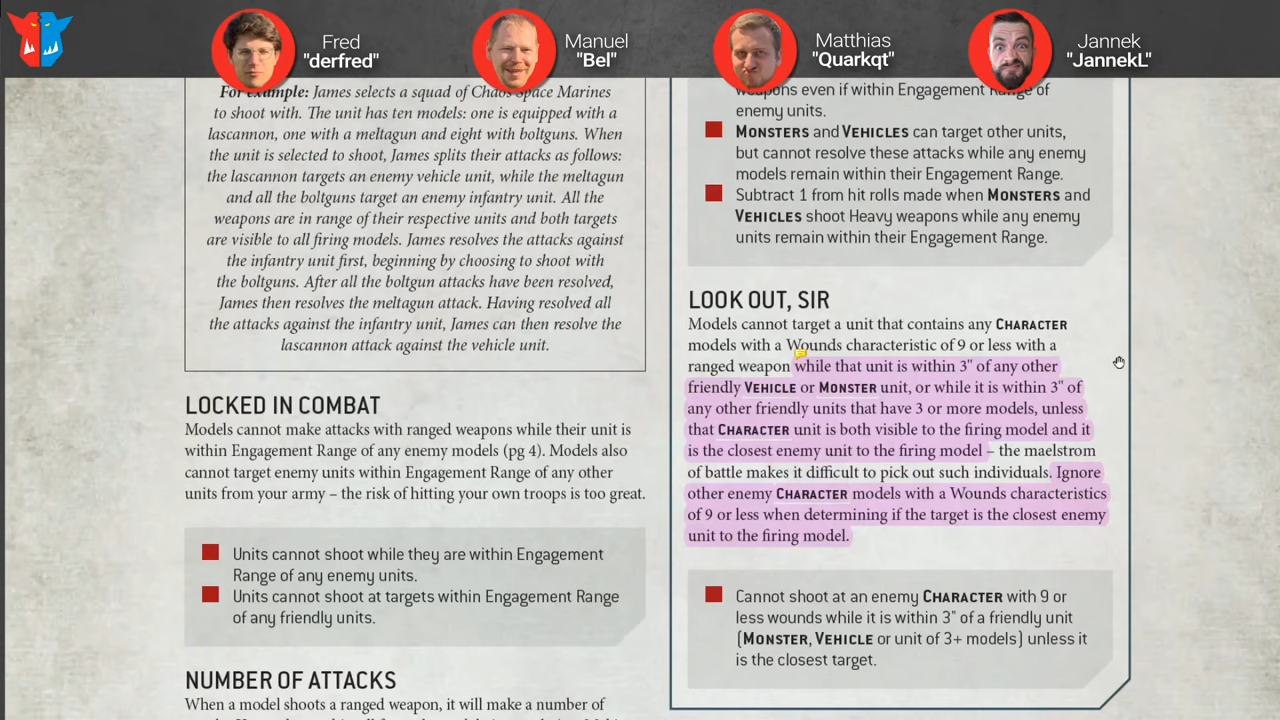 Fred
"derfred"
Manuel
"Bel"
Matthias
"Quarkqt"
Jannek
"JannekL"
For example: James selects a squad of Chaos Space Marines
to shoot with. The unit has ten models: one is equipped with a
lascannon, one with a meltagun and eight with boltguns. When
the unit is selected to shoot, James splits their attacks as follows:
the lascannon targets an enemy vehicle unit, while the meltagun
and all the boltguns target an enemy infantry unit. All the
weapons are in range of their respective units and both targets
are visible to all firing models. James resolves the attacks against
the infantry unit first, beginning by choosing to shoot with
the boltguns. After all the boltgun attacks have been resolved,
James then resolves the meltagun attack. Having resolved all
the attacks against the infantry unit, James can then resolve the
lascannon attack against the vehicle unit.
LOCKED IN COMBAT
Models cannot make attacks with ranged weapons while their unit is
within Engagement Range of any enemy models (pg 4). Models also
cannot target enemy units within Engagement Range of any other
units from your army – the risk of hitting your own troops is too great.
Units cannot shoot while they are within Engagement
Range of any enemy units.
Units cannot shoot at targets within Engagement Range
of any friendly units.
NUMBER OF ATTACKS
When a model shoots a ranged weapon, it will make a number of
weapons even if within Engagement Range of
enemy units.
MONSTERS and VEHICLES can target other units,
but cannot resolve these attacks while any enemy
models remain within their Engagement Range.
Subtract 1 from hit rolls made when MONSTERS and
VEHICLES shoot Heavy weapons while any enemy
units remain within their Engagement Range.
LOOK OUT, SIR
Models cannot target a unit that contains any CHARACTER
models with a Wounds characteristic of 9 or less with a
ranged weapon while that unit is within 3" of any other
friendly VEHICLE or MONSTER unit, or while it is within 3" of
any other friendly units that have 3 or more models, unless
that CHARACTER unit is both visible to the firing model and it
is the closest enemy unit to the firing model – the maelstrom
of battle makes it difficult to pick out such individuals. Ignore
other enemy CHARACTER models with a Wounds characteristics
of 9 or less when determining if the target is the closest enemy
unit to the firing model.
Cannot shoot at an enemy CHARACTER with 9 or
less wounds while it is within 3" of a friendly unit
(MONSTER, VEHICLE or unit of 3+ models) unless it
is the closest target.